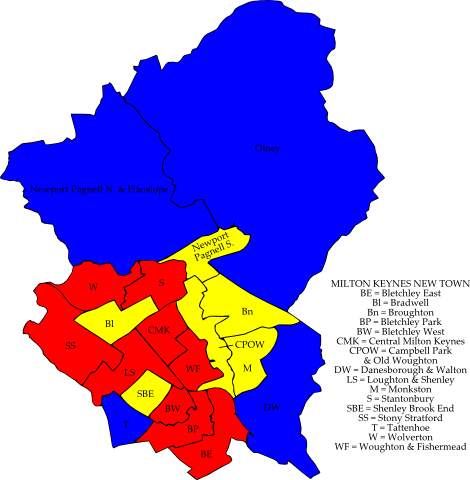 Olney
Newport Pagnell N. & Hanslope
Newport
Pagnell S.
W
S
Bn
Bl
CMK
SS
CPOW
LS
WF
M
SBE
BW
DW
T
BP
BE
MILTON KEYNES NEW TOWN
BE = Bletchley East
Bl = Bradwell
Bn = Broughton
BP = Bletchley Park
BW = Bletchley West
CMK = Central Milton Keynes
CPOW = Campbell Park
& Old Woughton
DW = Danesborough & Walton
LS = Loughton & Shenley
M = Monkston
S = Stantonbury
SBE = Shenley Brook End
SS = Stony Stratford
T = Tattenhoe
W = Wolverton
WF = Woughton & Fishermead